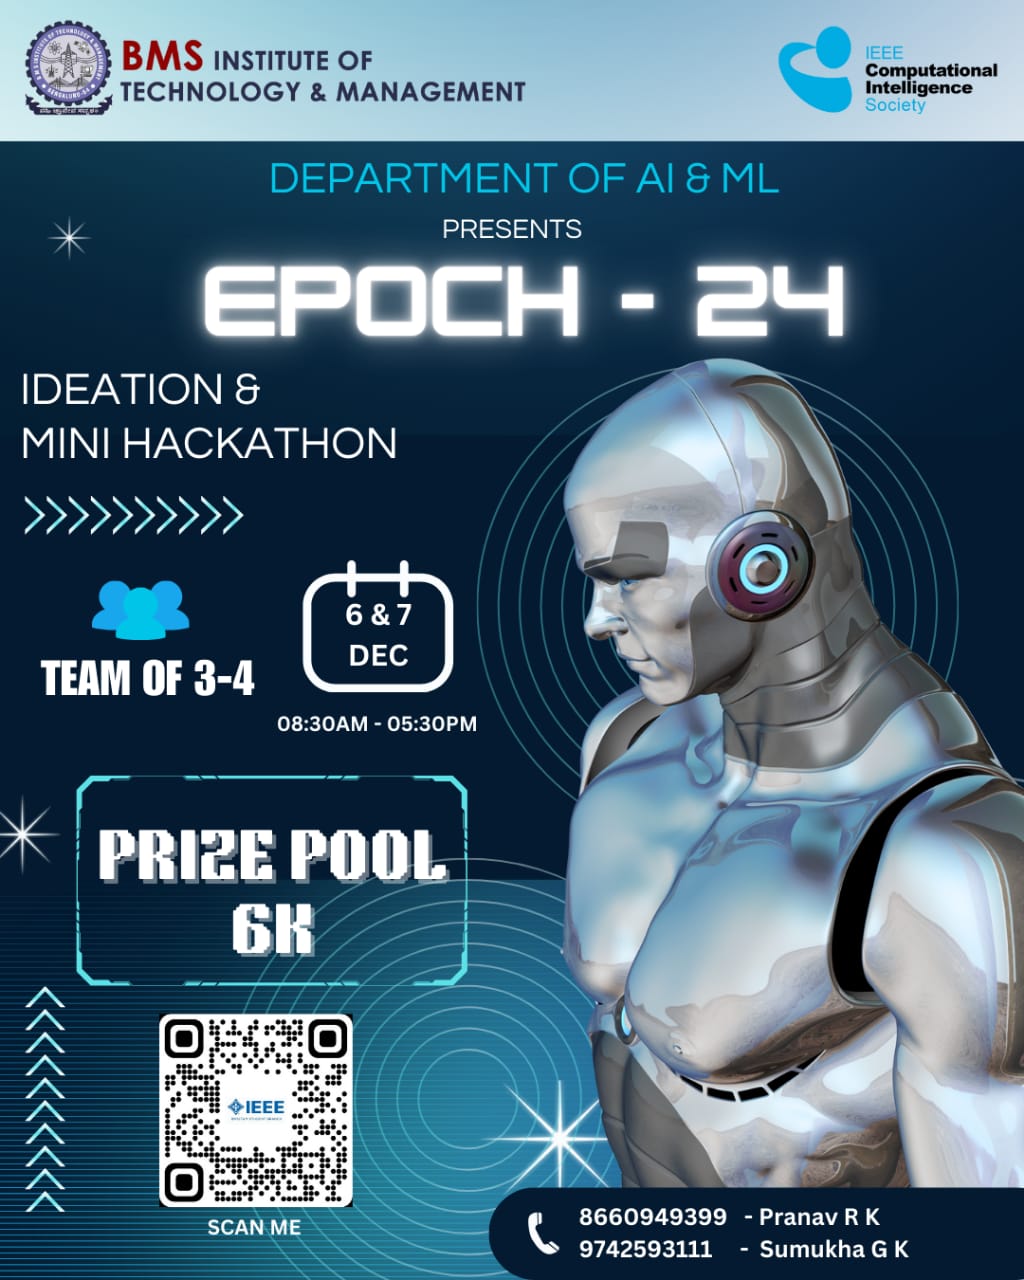 BMS INSTITUTE OF
TECHNOLOGY & MANAGEMENT
IEEE
Computational
Intelligence
Society
DEPARTMENT OF AI & ML
PRESENTS
EPOCH - 24
IDEATION &
MINI HACKATHON
TEAM OF 3-4
6 & 7
DEC
08:30AM - 05:30PM
PRIZE POOL
6K
IEEE
SCAN ME
8660949399 - Pranav R K
9742593111 - Sumukha G K